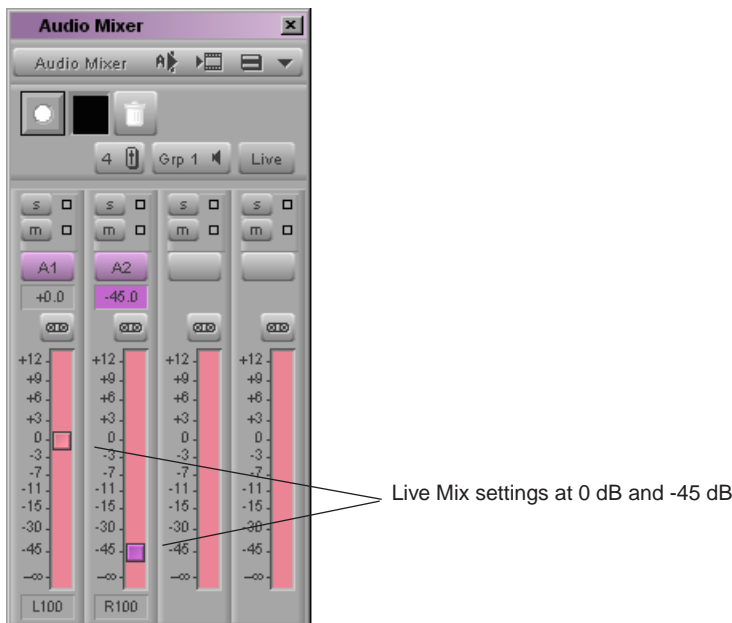 Audio Mixer
Audio Mixer A
4 Grp 1 Live
s s s s
m m m m
A1 A2
+0.0 -45.0
+12 +12 +12 +12
+9 +9 +9 +9
+6 +6 +6 +6
+3 +3 +3 +3
0 0 0 0
-3 -3 -3 -3
-7 -7 -7 -7
-11 -11 -11 -11
-15 -15 -15 -15
-30 -30 -30 -30
-45 -45 -45 -45
-∞ -∞ -∞ -∞
L100 R100
Live Mix settings at 0 dB and -45 dB